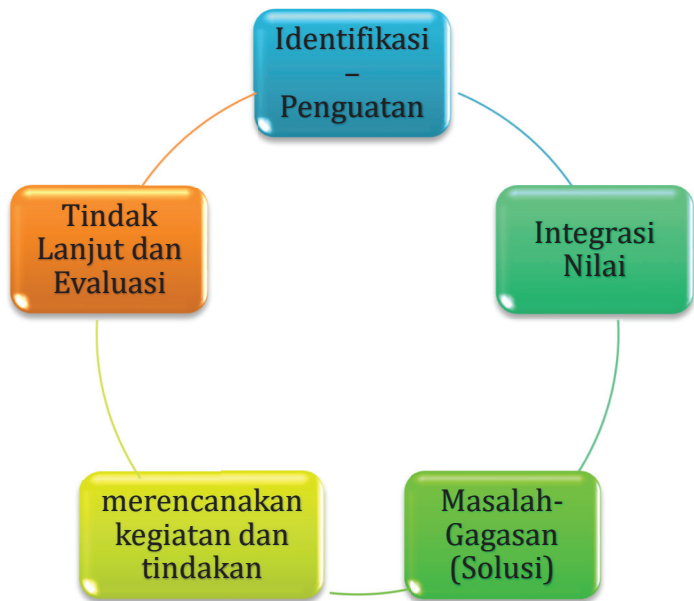 Identifikasi
–
Penguatan
Integrasi
Nilai
Masalah-
Gagasan
(Solusi)
merencanakan
kegiatan dan
tindakan
Tindak
Lanjut dan
Evaluasi